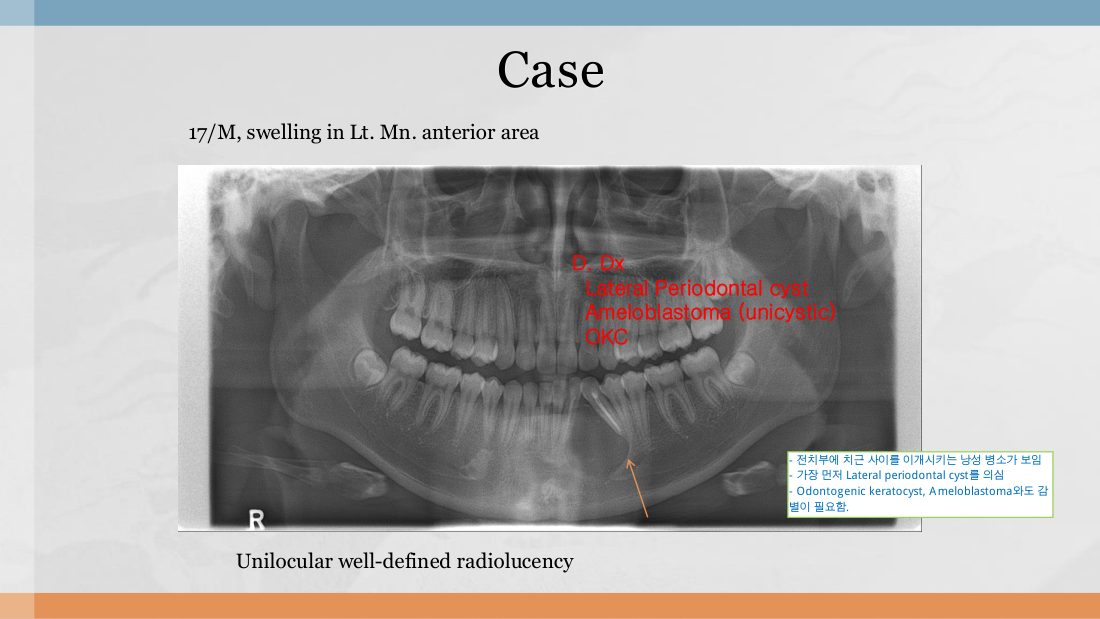 Case
17/M, swelling in Lt. Mn. anterior area
D. Dx
Lateral Periodontal cyst
Ameloblastoma (unicystic)
OKC
- 전치부에 치근 사이를 이개시키는 낭성 병소가 보임
- 가장 먼저 Lateral periodontal cyst를 의심
- Odontogenic keratocyst, Ameloblastoma와도 감
별이 필요함.
R
Unilocular well-defined radiolucency